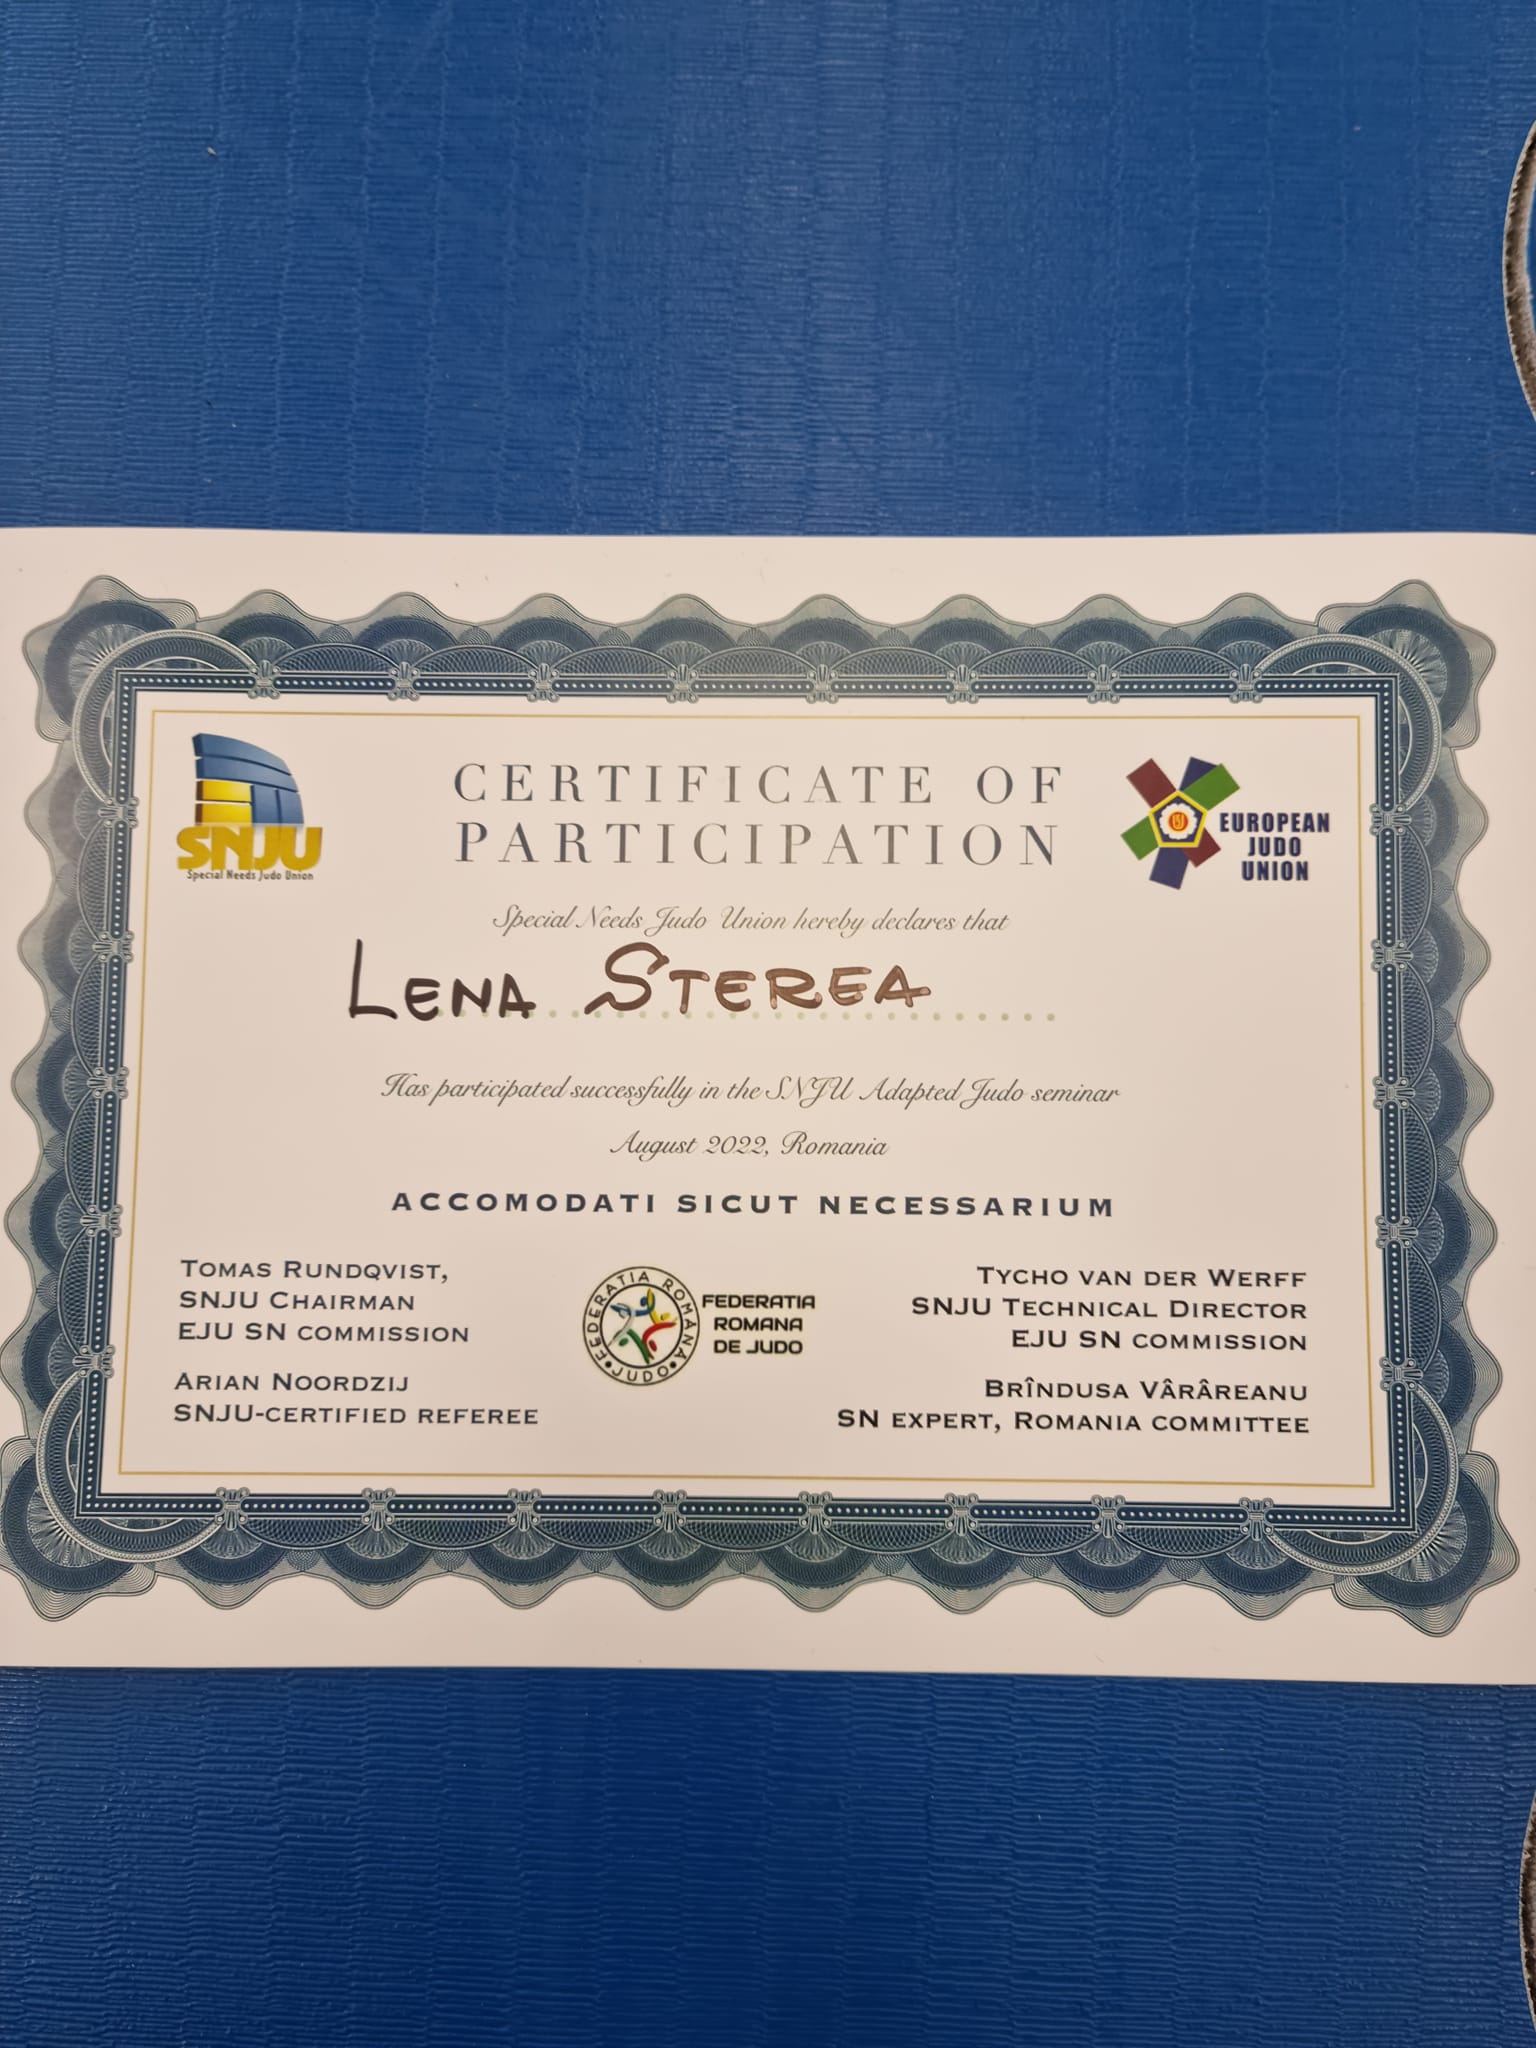 SNJU
Special Needs Judo Union
CERTIFICATE OF
PARTICIPATION
EUROPEAN
JUDO
UNION
Special Needs Judo Union hereby declares that
LENA STEREA
Has participated successfully in the SNJU Adapted Judo seminar
August 2022, Romania
ACCOMODATI SICUT NECESSARIUM
TOMAS RUNDQVIST,
SNJU CHAIRMAN
EJU SN COMMISSION
ARIAN NOORDZIJ
SNJU-CERTIFIED REFEREE
FEDERATIA ROMÂNA JUDO
FEDERATIA
ROMANA
DE JUDO
TYCHO VAN DER WERFF
SNJU TECHNICAL DIRECTOR
EJU SN COMMISSION
BRÎNDUSA VÂRÂREANU
SN EXPERT, ROMANIA COMMITTEE